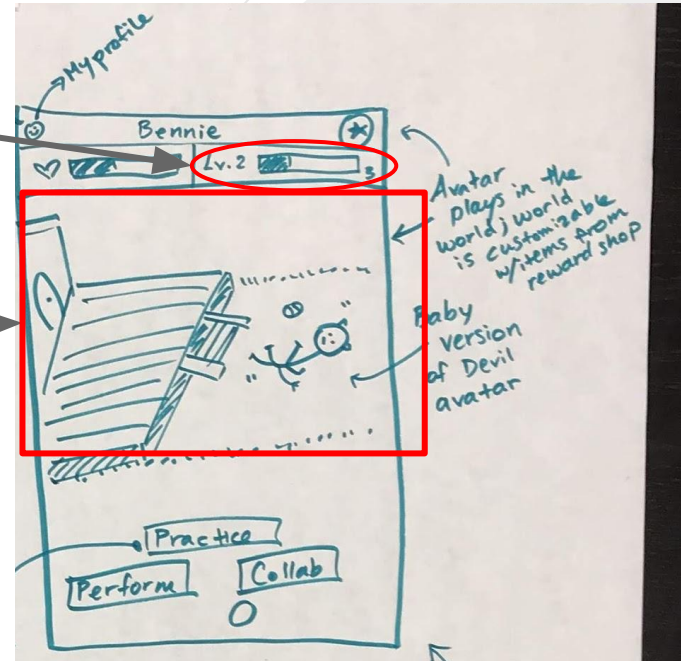 My profile
Bennie
Lv. 2
3
Avatar
plays in the
world; world
is customizable
w/items from
reward shop
Baby
version
of Devil
avatar
Practice
Perform
Collab